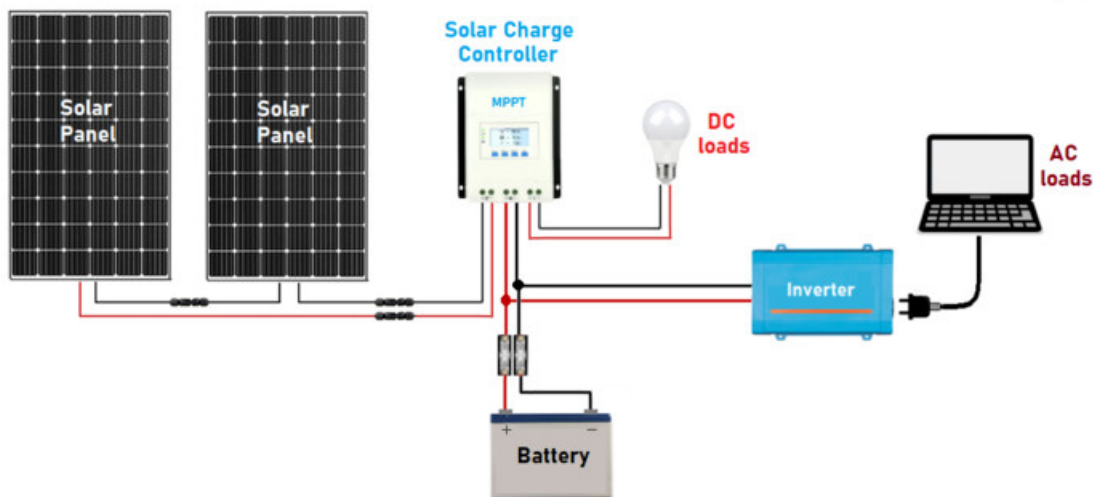 Solar
Panel
Solar
Panel
Solar Charge
Controller
MPPT
DC
loads
AC
loads
Inverter
+
−
Battery